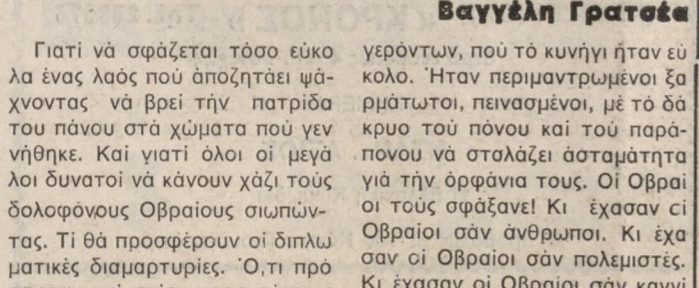 Βαγγέλη Γρατσέα
Γιατί νά σφάζεται τόσο εύκο
λα ένας λαός πού άποζητάει ψά-
χνοντας νά βρεί τήν πατρίδα
του πάνου στά χώματα πού γεν
νήθηκε. Καί γιατί όλοι οί μεγά
λοι δυνατοί νά κάνουν χάζι τούς
δολοφόνους Οβραίους σιωπών-
τας. Τί θά προσφέρουν οί διπλω
ματικές διαμαρτυρίες. Ό,τι πρό
γερόντων, πού τό κυνήγι ήταν εύ
κολο. Ήταν περιμαντρωμένοι ξα
ρμάτωτοι, πεινασμένοι, μέ τό δά
κρυο τού πόνου καί τού παρά-
πονου νά σταλάζει άσταμάτητα
γιά τήν όρφάνια τους. Οί Οβραί
οι τούς σφάξανε! Κι έχασαν οί
Οβραίοι σάν άνθρωποι. Κι έχα
σαν οί Οβραίοι σάν πολεμιστές.
Κι έχασαν οί Οβραίοι σάν